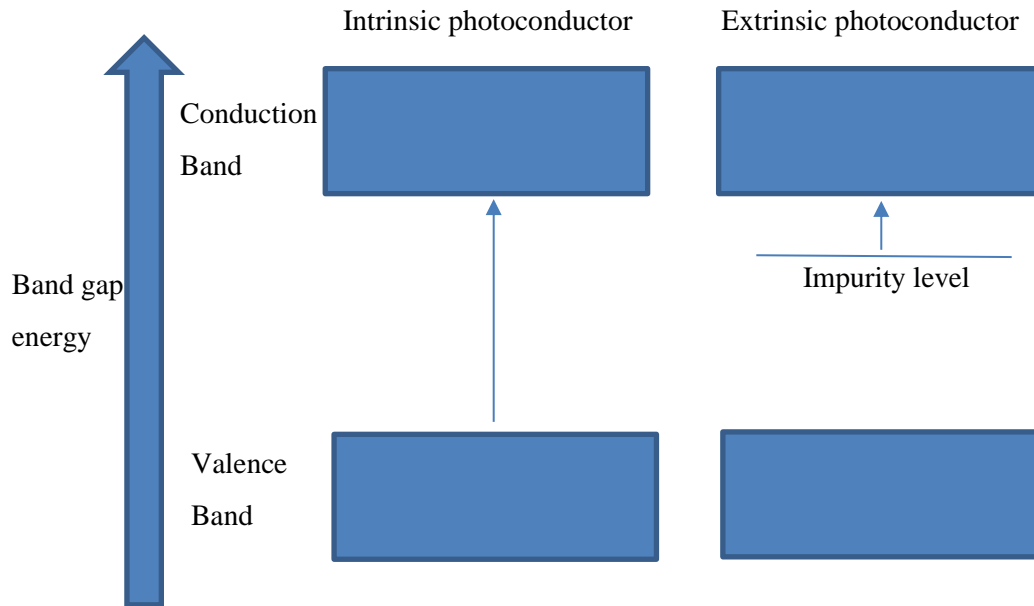 Intrinsic photoconductor
Extrinsic photoconductor
Conduction
Band
Impurity level
Band gap
energy
Valence
Band